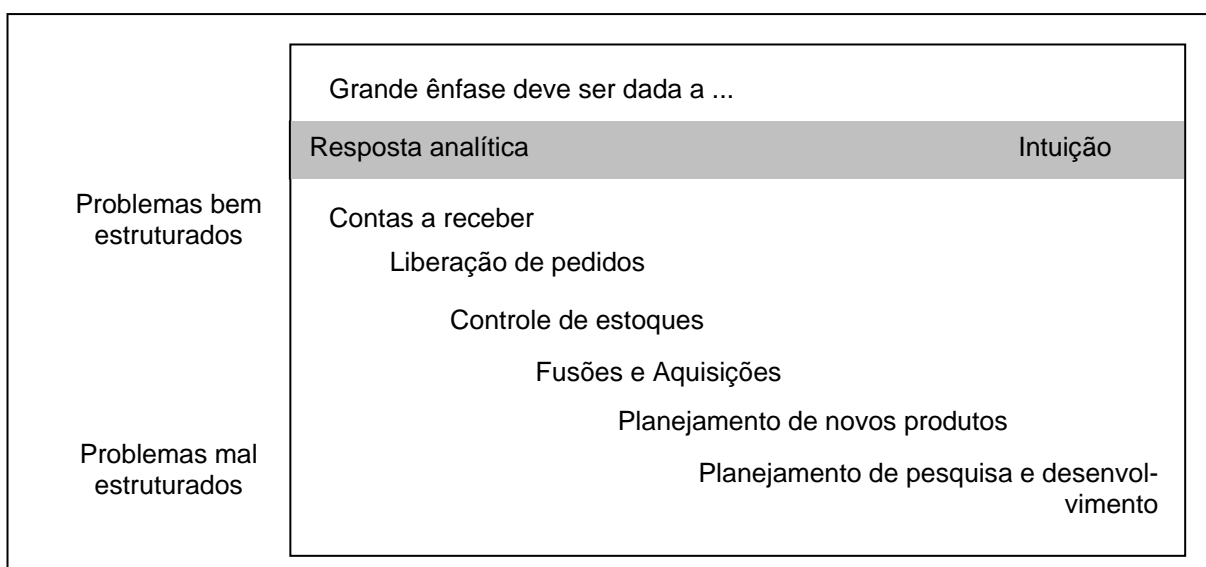 Grande ênfase deve ser dada a ...
Resposta analítica Intuição
Problemas bem
estruturados
Contas a receber
Liberação de pedidos
Controle de estoques
Fusões e Aquisições
Planejamento de novos produtos
Problemas mal
estruturados
Planejamento de pesquisa e desenvol-
vimento